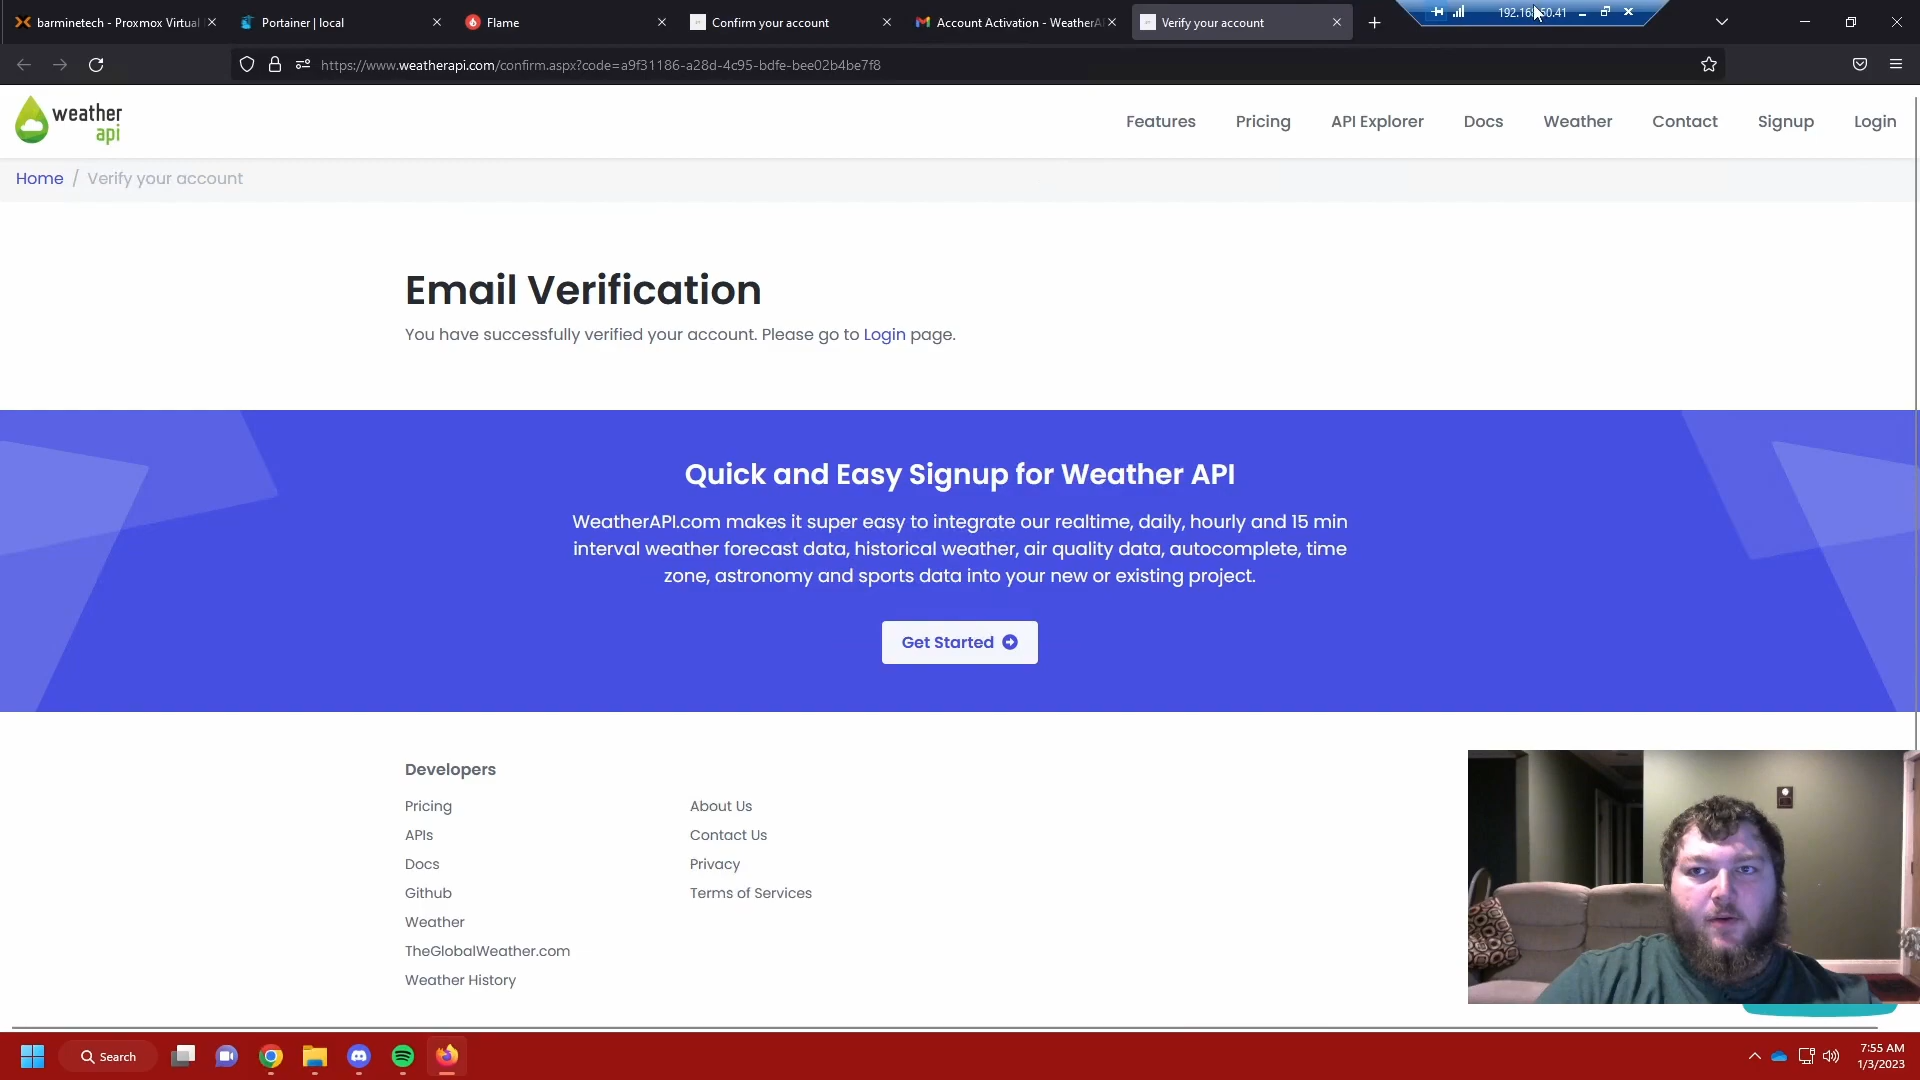 barminetech - Proxmox Virtual
Portainer | local
Flame
Confirm your account
Account Activation - WeatherA
Verify your account
https://www.weatherapi.com/confirm.aspx?code=a9f31186-a28d-4c95-bdfe-bee02b4be7f8
weather
api
Features
Pricing
API Explorer
Docs
Weather
Contact
Signup
Login
Home / Verify your account
Email Verification
You have successfully verified your account. Please go to Login page.
Quick and Easy Signup for Weather API
WeatherAPI.com makes it super easy to integrate our realtime, daily, hourly and 15 min
interval weather forecast data, historical weather, air quality data, autocomplete, time
zone, astronomy and sports data into your new or existing project.
Get Started
Developers
Pricing
APIs
Docs
Github
Weather
TheGlobalWeather.com
Weather History
About Us
Contact Us
Privacy
Terms of Services
Search
7:55 AM
1/3/2023